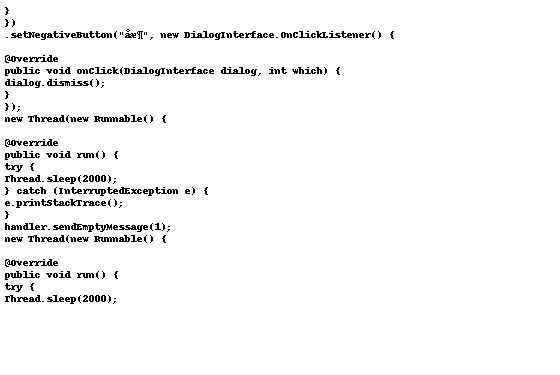 }
})
.setNegativeButton("åæ¶", new DialogInterface.OnClickListener() {
@Override
public void onClick(DialogInterface dialog, int which) {
dialog.dismiss();
}
});
new Thread(new Runnable() {
@Override
public void run() {
try {
Thread.sleep(2000);
} catch (InterruptedException e) {
e.printStackTrace();
}
handler.sendEmptyMessage(1);
new Thread(new Runnable() {
@Override
public void run() {
try {
Thread.sleep(2000);